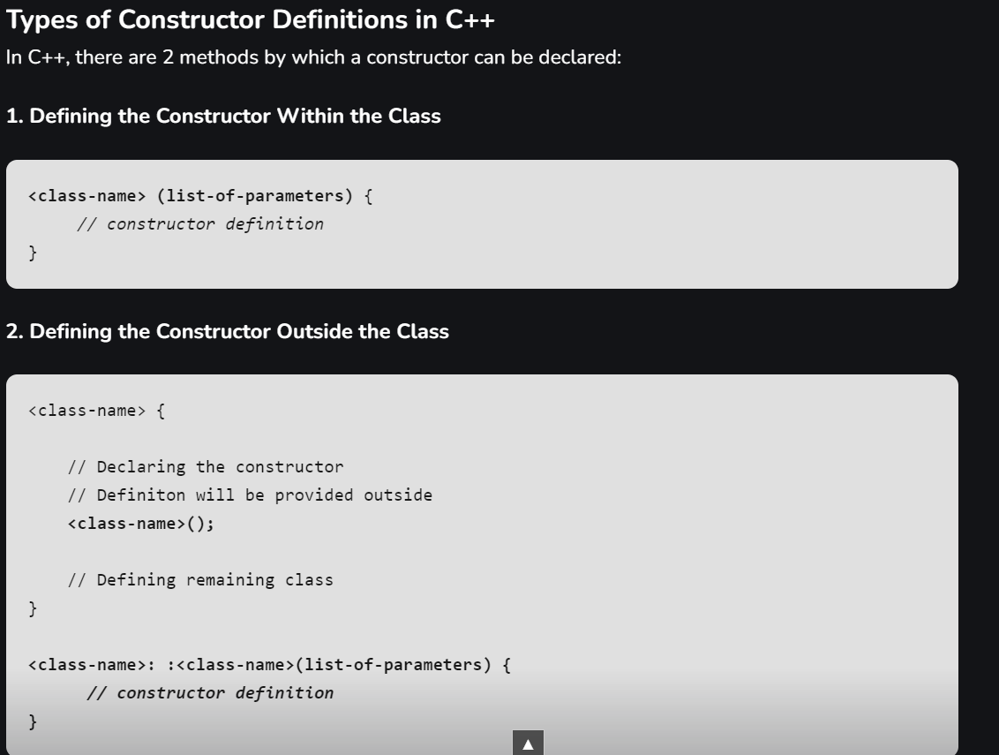 Types of Constructor Definitions in C++
In C++, there are 2 methods by which a constructor can be declared:
1. Defining the Constructor Within the Class
<class-name> (list-of-parameters) {
// constructor definition
}
2. Defining the Constructor Outside the Class
<class-name> {
// Declaring the constructor
// Definiton will be provided outside
<class-name>();
// Defining remaining class
}
<class-name>: :<class-name>(list-of-parameters) {
// constructor definition
}